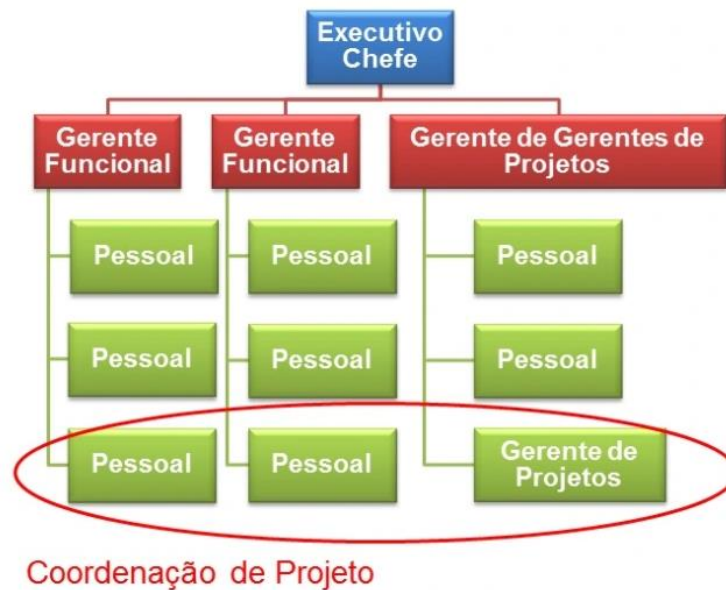 Executivo
Chefe
Gerente
Funcional
Gerente
Funcional
Gerente de Gerentes de
Projetos
Pessoal
Pessoal
Pessoal
Pessoal
Pessoal
Pessoal
Pessoal
Pessoal
Gerente de
Projetos
Coordenação de Projeto